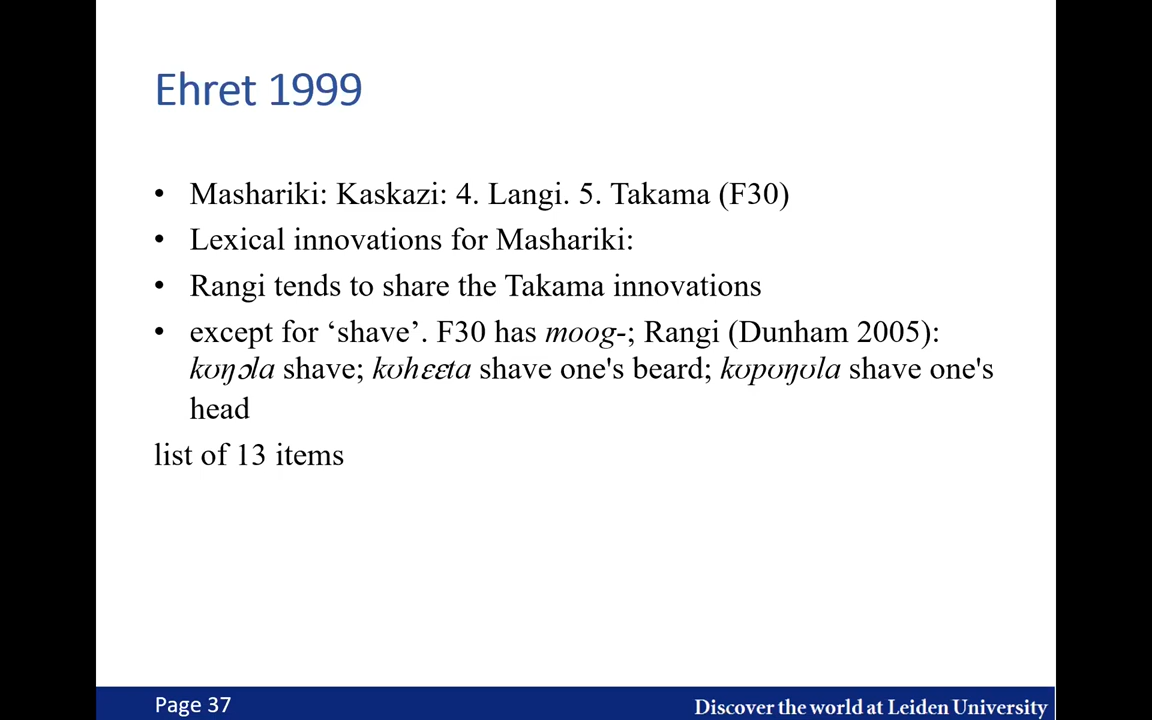 Ehret 1999
• Mashariki: Kaskazi: 4. Langi. 5. Takama (F30)
• Lexical innovations for Mashariki:
• Rangi tends to share the Takama innovations
• except for ‘shave’. F30 has moog-; Rangi (Dunham 2005):
kʊŋɔla shave; kʊhɛɛta shave one's beard; kʊpʊŋʊla shave one's
head
list of 13 items
Page 37
Discover the world at Leiden University